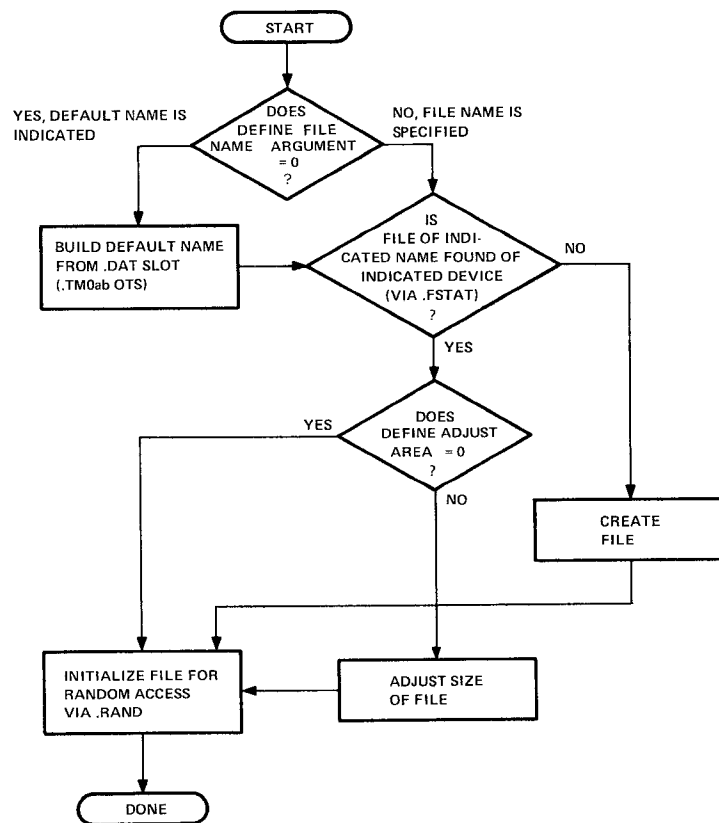 START
YES, DEFAULT NAME IS
INDICATED
DOES
DEFINE FILE
NAME ARGUMENT
= 0
?
NO, FILE NAME IS
SPECIFIED
BUILD DEFAULT NAME
FROM .DAT SLOT
(.TM0ab OTS)
IS
FILE OF INDI-
CATED NAME FOUND OF
INDICATED DEVICE
(VIA .FSTAT)
?
NO
YES
DOES
DEFINE ADJUST
AREA = 0
?
YES
NO
CREATE
FILE
INITIALIZE FILE FOR
RANDOM ACCESS
VIA .RAND
ADJUST SIZE
OF FILE
DONE